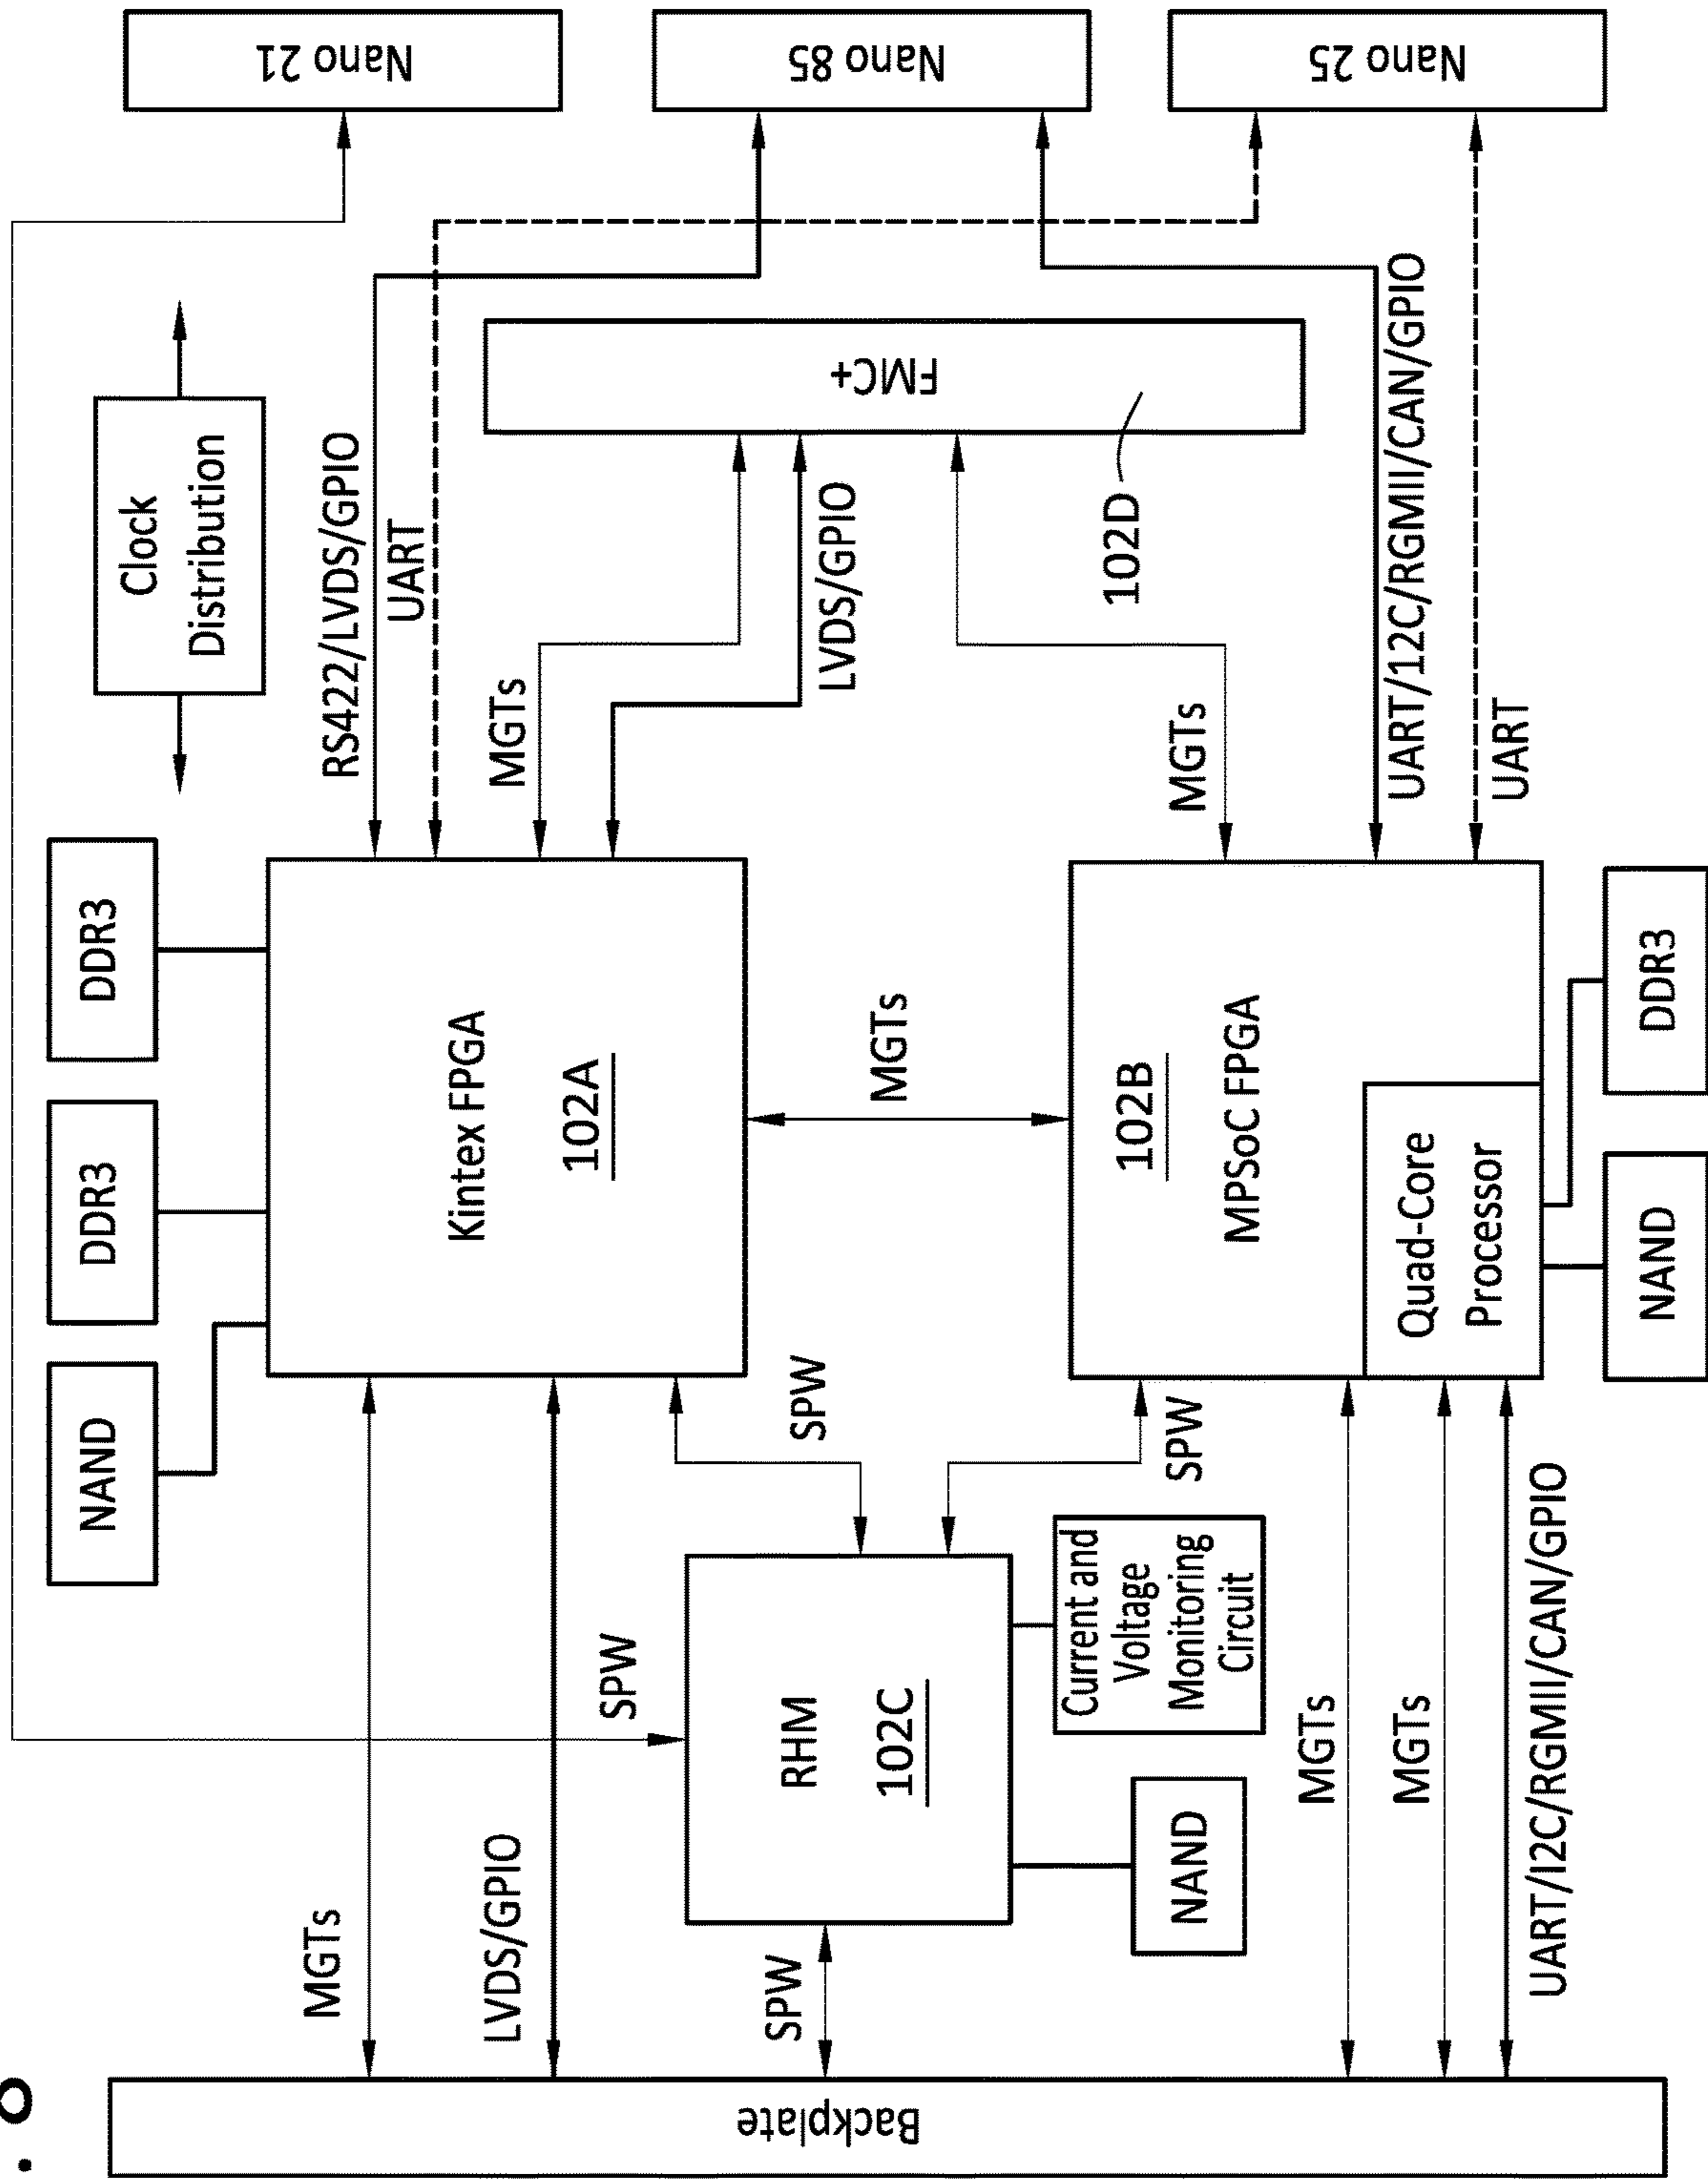 NAND
DDR3
DDR3
Clock
Distribution
Nano 21
MGTs
LVDS/GPIO
Kintex FPGA
102A
RS422/LVDS/GPIO
UART
MGTs
LVDS/GPIO
SPW
SPW
Backplate
SPW
RHM
102C
MGTs
FMC+
102D
Nano 85
NAND
Current and
Voltage
Monitoring
Circuit
SPW
102B
MPSoC FPGA
Quad-Core
Processor
MGTs
MGTs
MGTs
UART/I2C/RGMII/CAN/GPIO
UART/12C/RGMII/CAN/GPIO
UART
Nano 25
NAND
DDR3